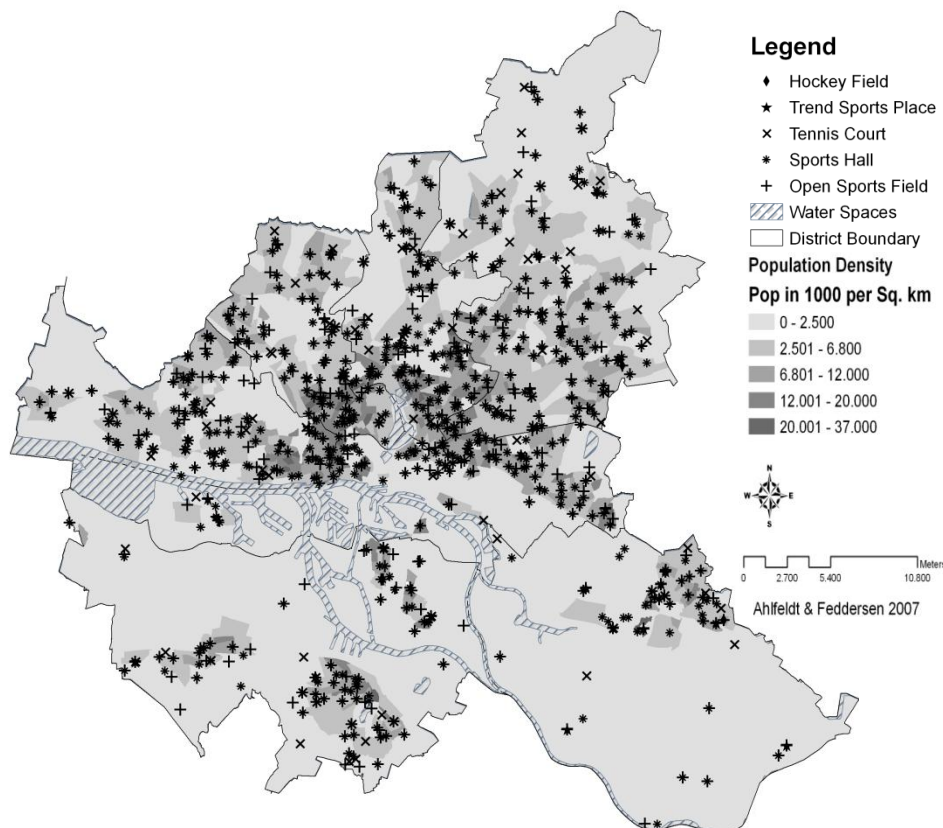 Legend
Hockey Field
Trend Sports Place
Tennis Court
Sports Hall
Open Sports Field
Water Spaces
District Boundary
Population Density
Pop in 1000 per Sq. km
0 - 2.500
2.501 - 6.800
6.801 - 12.000
12.001 - 20.000
20.001 - 37.000
N
W E
S
Meters
0 2.700 5.400 10.800
Ahlfeldt & Feddersen 2007